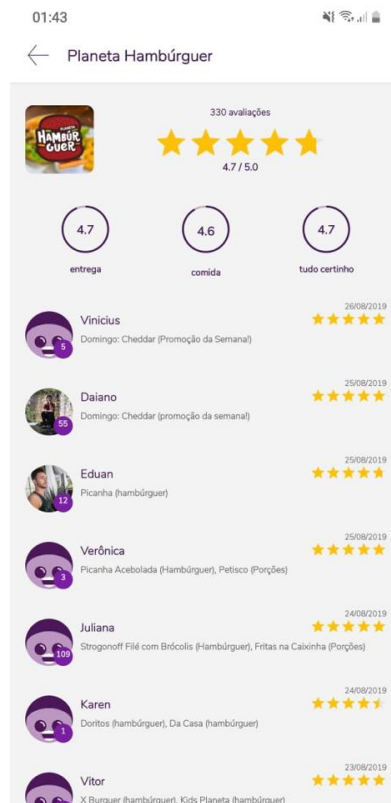 01:43
Planeta Hambúrguer
330 avaliações
PLANETA
HAMBÚR
GUER
4.7 / 5.0
4.7
4.6
4.7
entrega
comida
tudo certinho
26/08/2019
Vinicius
Domingo: Cheddar (Promoção da Semana!)
5
25/08/2019
Daiano
Domingo: Cheddar (promoção da semana!)
55
25/08/2019
Eduan
Picanha (hambúrguer)
12
25/08/2019
Verônica
Picanha Acebolada (Hambúrguer), Petisco (Porções)
3
24/08/2019
Juliana
Strogonoff Filé com Brócolis (Hambúrguer), Fritas na Caixinha (Porções)
109
24/08/2019
Karen
Doritos (hambúrguer), Da Casa (hambúrguer)
1
23/08/2019
Vitor
X Burguer (hambúrguer), Kids Planeta (hambúrguer)